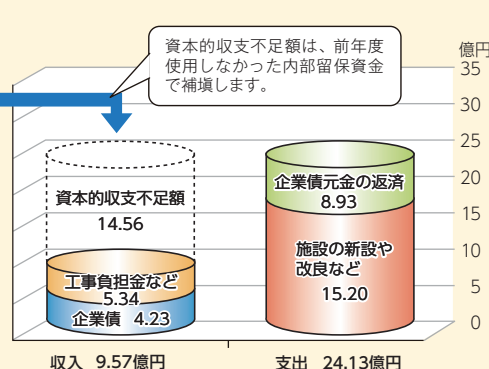 資本的収支不足額は、前年度
使用しなかった内部留保資金
で補塡します。
億円
35
30
25
20
15
10
5
0
資本的収支不足額
14.56
工事負担金など
5.34
企業債 4.23
企業債元金の返済
8.93
施設の新設や
改良など
15.20
収入 9.57億円
支出 24.13億円